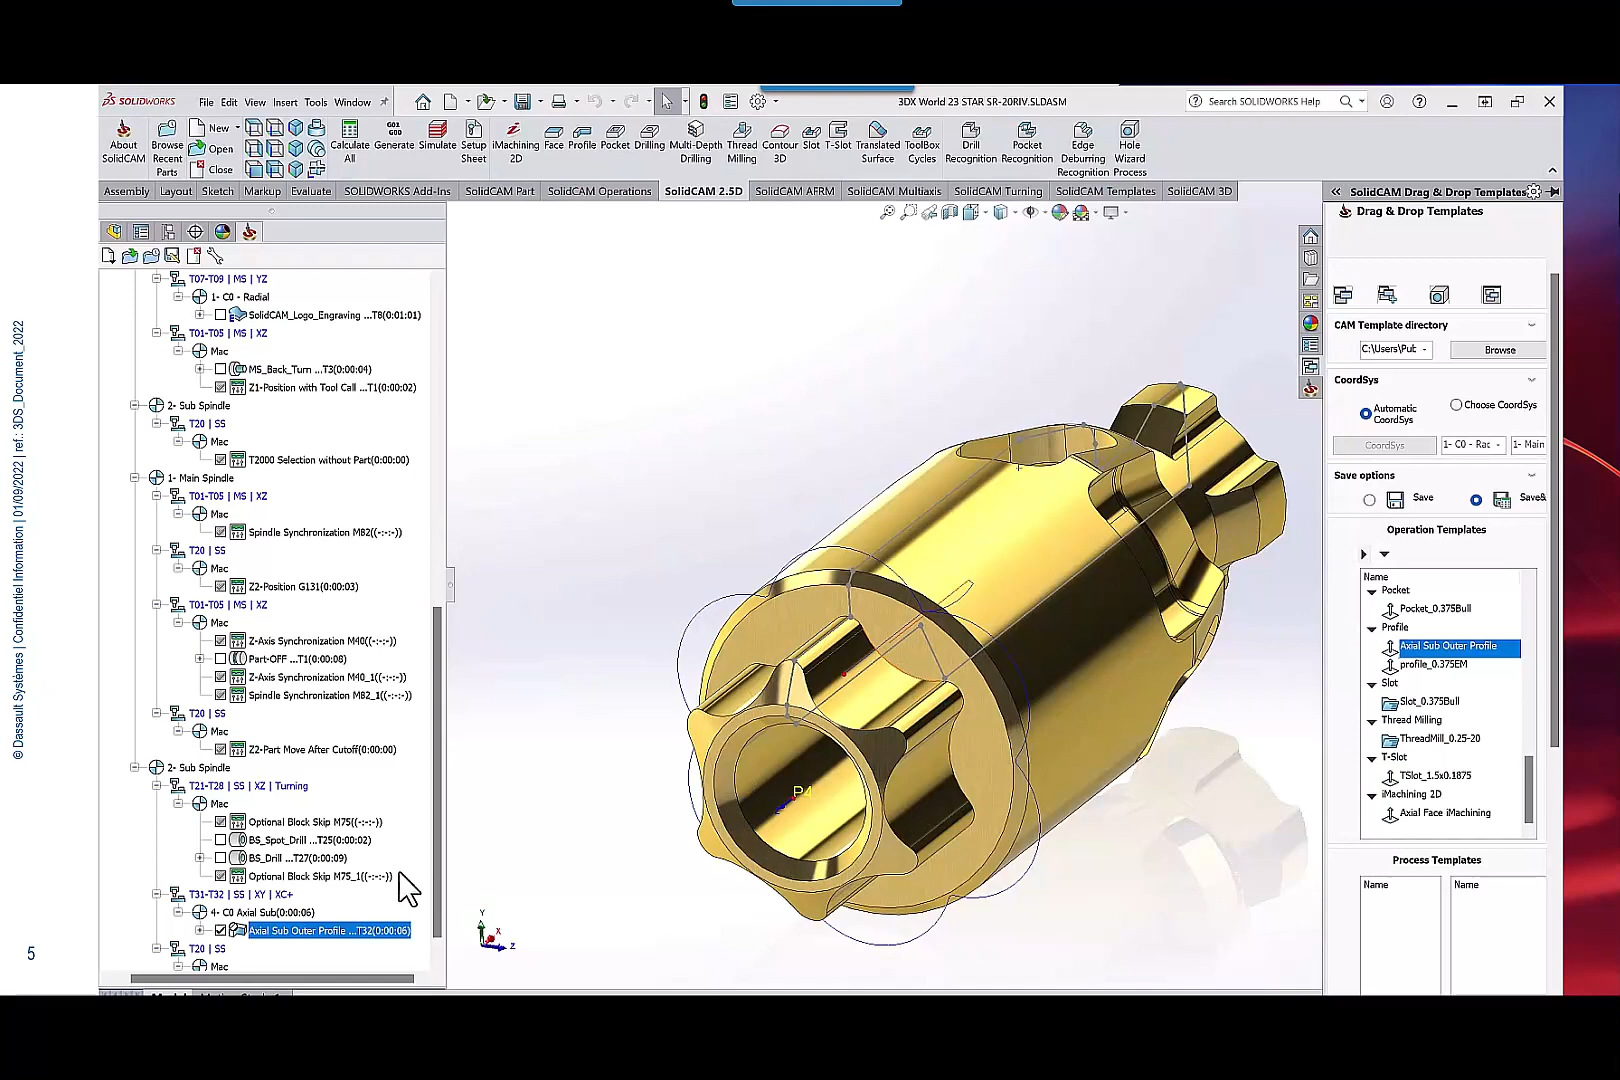 SOLIDWORKS File Edit View Insert Tools Window
3DX World 23 STAR SR-20RIV.SLDASM
Search SOLIDWORKS Help
About SolidCAM
Browse Recent Parts
New
Open
Close
Calculate All
G01 G00
Generate
Simulate
Setup Sheet
iMachining 2D
Face
Profile
Pocket
Drilling
Multi-Depth Drilling
Thread Milling
Contour 3D
Slot
T-Slot
Translated Surface
ToolBox Cycles
Drill Recognition
Pocket Recognition
Edge Deburring Recognition
Hole Wizard Process
Assembly Layout Sketch Markup Evaluate SOLIDWORKS Add-Ins SolidCAM Part SolidCAM Operations SolidCAM 2.5D SolidCAM AFRM SolidCAM Multiaxis SolidCAM Turning SolidCAM Templates SolidCAM 3D
T07-T09 | MS | YZ
1- C0 - Radial
SolidCAM_Logo_Engraving ...T8(0:01:01)
T01-T05 | MS | XZ
Mac
MS_Back_Turn ...T3(0:00:04)
Z1-Position with Tool Call ...T1(0:00:02)
2- Sub Spindle
T20 | SS
Mac
T2000 Selection without Part(0:00:00)
1- Main Spindle
T01-T05 | MS | XZ
Mac
Spindle Synchronization M82((-:-:-))
T20 | SS
Mac
Z2-Position G131(0:00:03)
T01-T05 | MS | XZ
Mac
Z-Axis Synchronization M40((-:-:-))
Part-OFF ...T1(0:00:08)
Z-Axis Synchronization M40_1((-:-:-))
Spindle Synchronization M82_1((-:-:-))
T20 | SS
Mac
Z2-Part Move After Cutoff(0:00:00)
2- Sub Spindle
T21-T28 | SS | XZ | Turning
Mac
Optional Block Skip M75((-:-:-))
BS_Spot_Drill ...T25(0:00:02)
BS_Drill ...T27(0:00:09)
Optional Block Skip M75_1((-:-:-))
T31-T32 | SS | XY | XC+
4- C0 Axial Sub(0:00:06)
Axial Sub Outer Profile ...T32(0:00:06)
T20 | SS
Mac
P4
Z
Y
X
Z
SolidCAM Drag & Drop Templates
Drag & Drop Templates
CAM Template directory
C:\Users\Put
Browse
CoordSys
Automatic CoordSys
Choose CoordSys
CoordSys
1- C0 - Rac
1- Main
Save options
Save
Save&
Operation Templates
Name
Pocket
Pocket_0.375Bull
Profile
Axial Sub Outer Profile
profile_0.375EM
Slot
Slot_0.375Bull
Thread Milling
ThreadMill_0.25-20
T-Slot
TSlot_1.5x0.1875
iMachining 2D
Axial Face iMachining
Process Templates
Name
Name
© Dassault Systèmes | Confidentiel Information | 01/09/2022 | ref.: 3DS_Document_2022
5